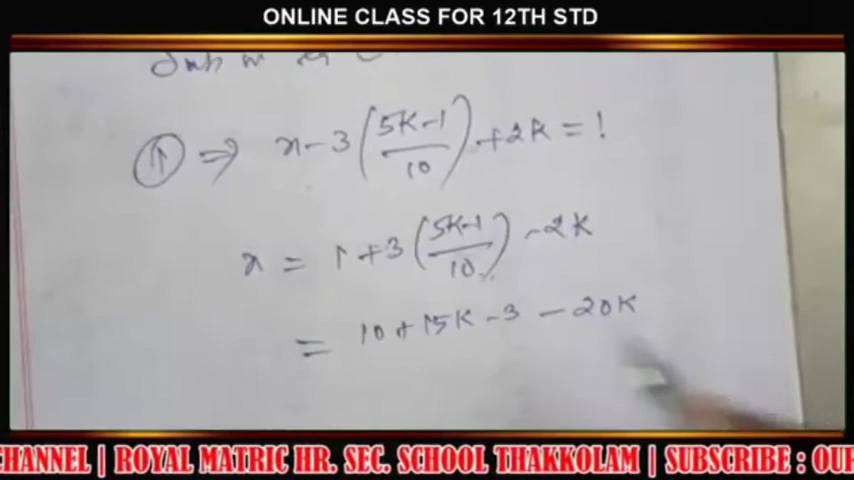 ONLINE CLASS FOR 12TH STD
(1) ⇒ x - 3 (5K-1/10) + 2K = 1
x = 1 + 3 (5K-1/10) - 2K
= 10 + 15K - 3 - 20K
CHANNEL | ROYAL MATRIC HR. SEC. SCHOOL THAKKOLAM | SUBSCRIBE : OUR